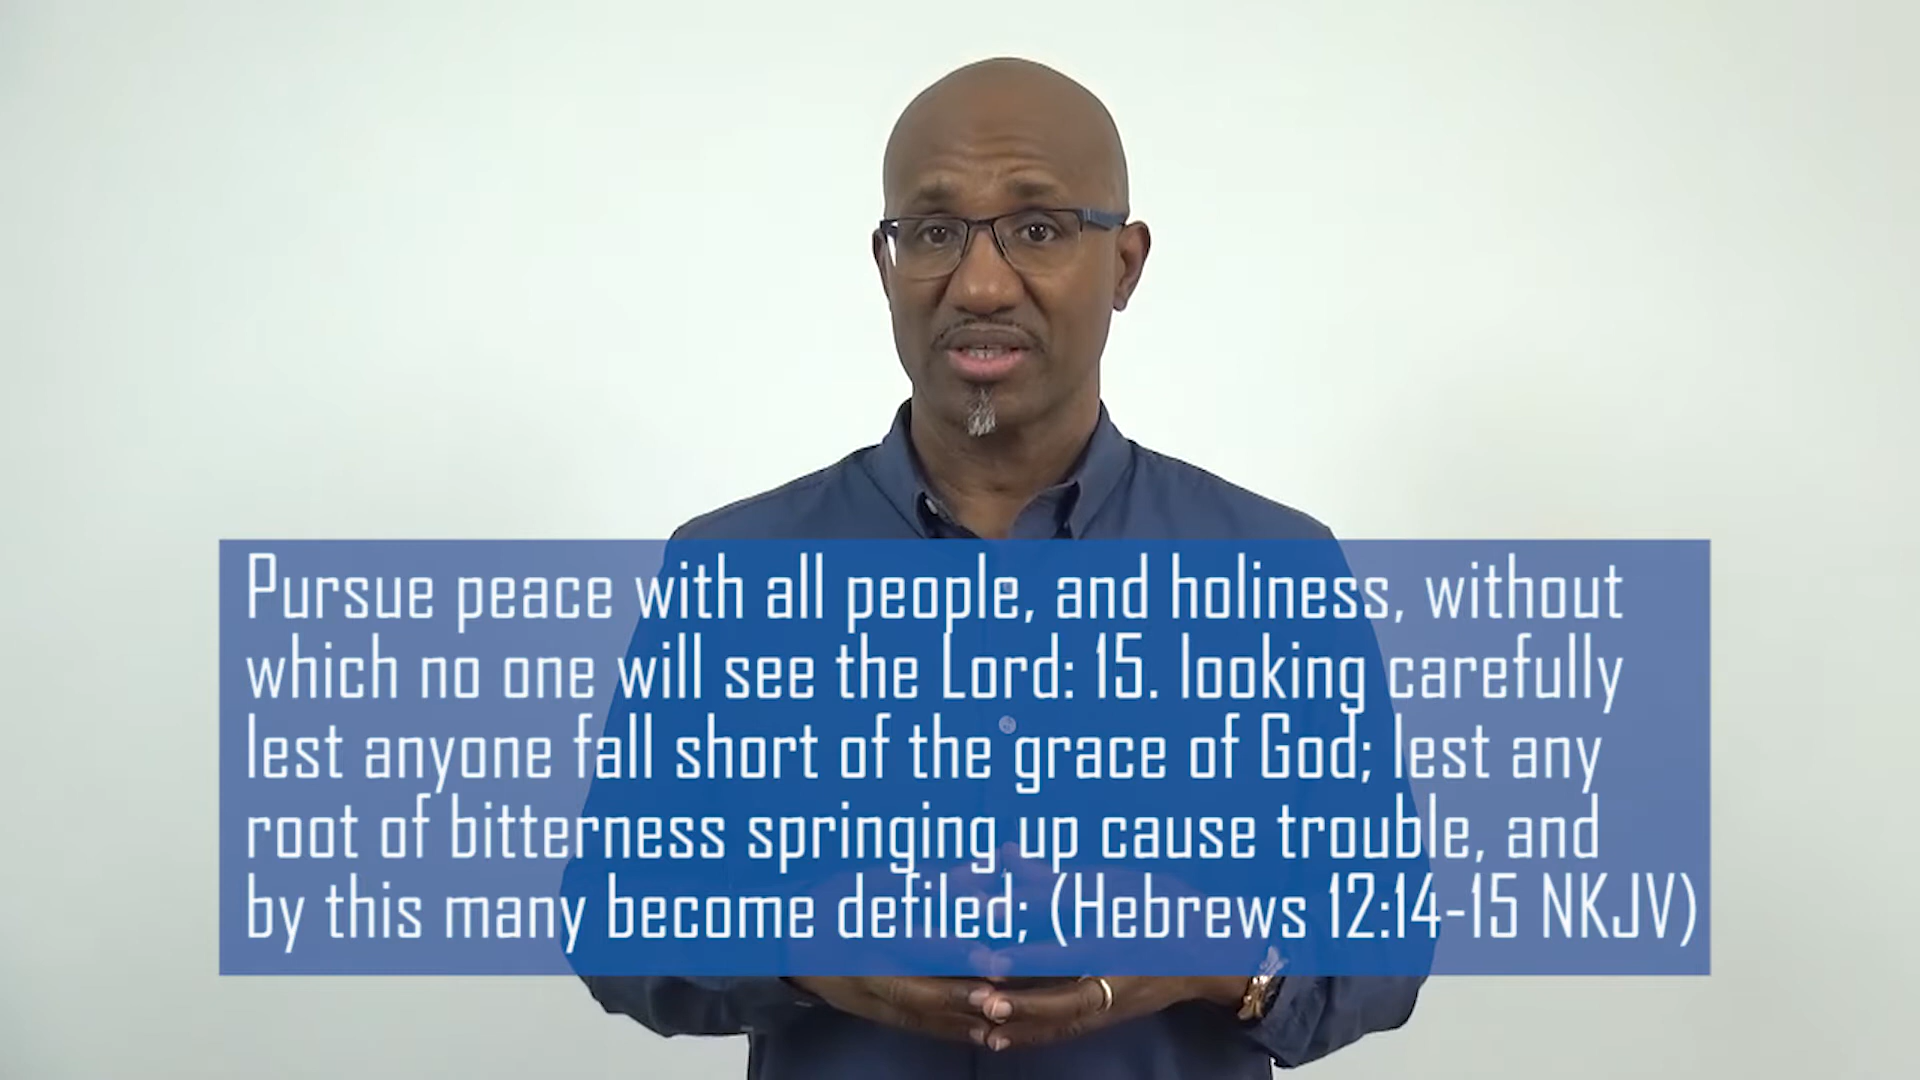 Pursue peace with all people, and holiness, without
which no one will see the Lord: 15. looking carefully
lest anyone fall short of the grace of God; lest any
root of bitterness springing up cause trouble, and
by this many become defiled; (Hebrews 12:14-15 NKJV)